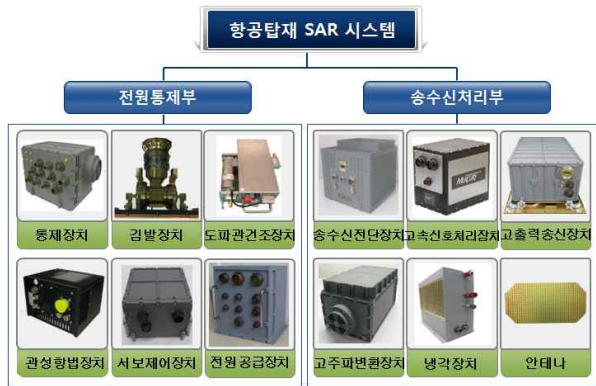 항공탑재 SAR 시스템
전원통제부
송수신처리부
통제장치
김발장치
도파관건조장치
송수신전단장치
고속신호처리장치
고출력송신장치
관성항법장치
서보제어장치
전원공급장치
고주파변환장치
냉각장치
안테나